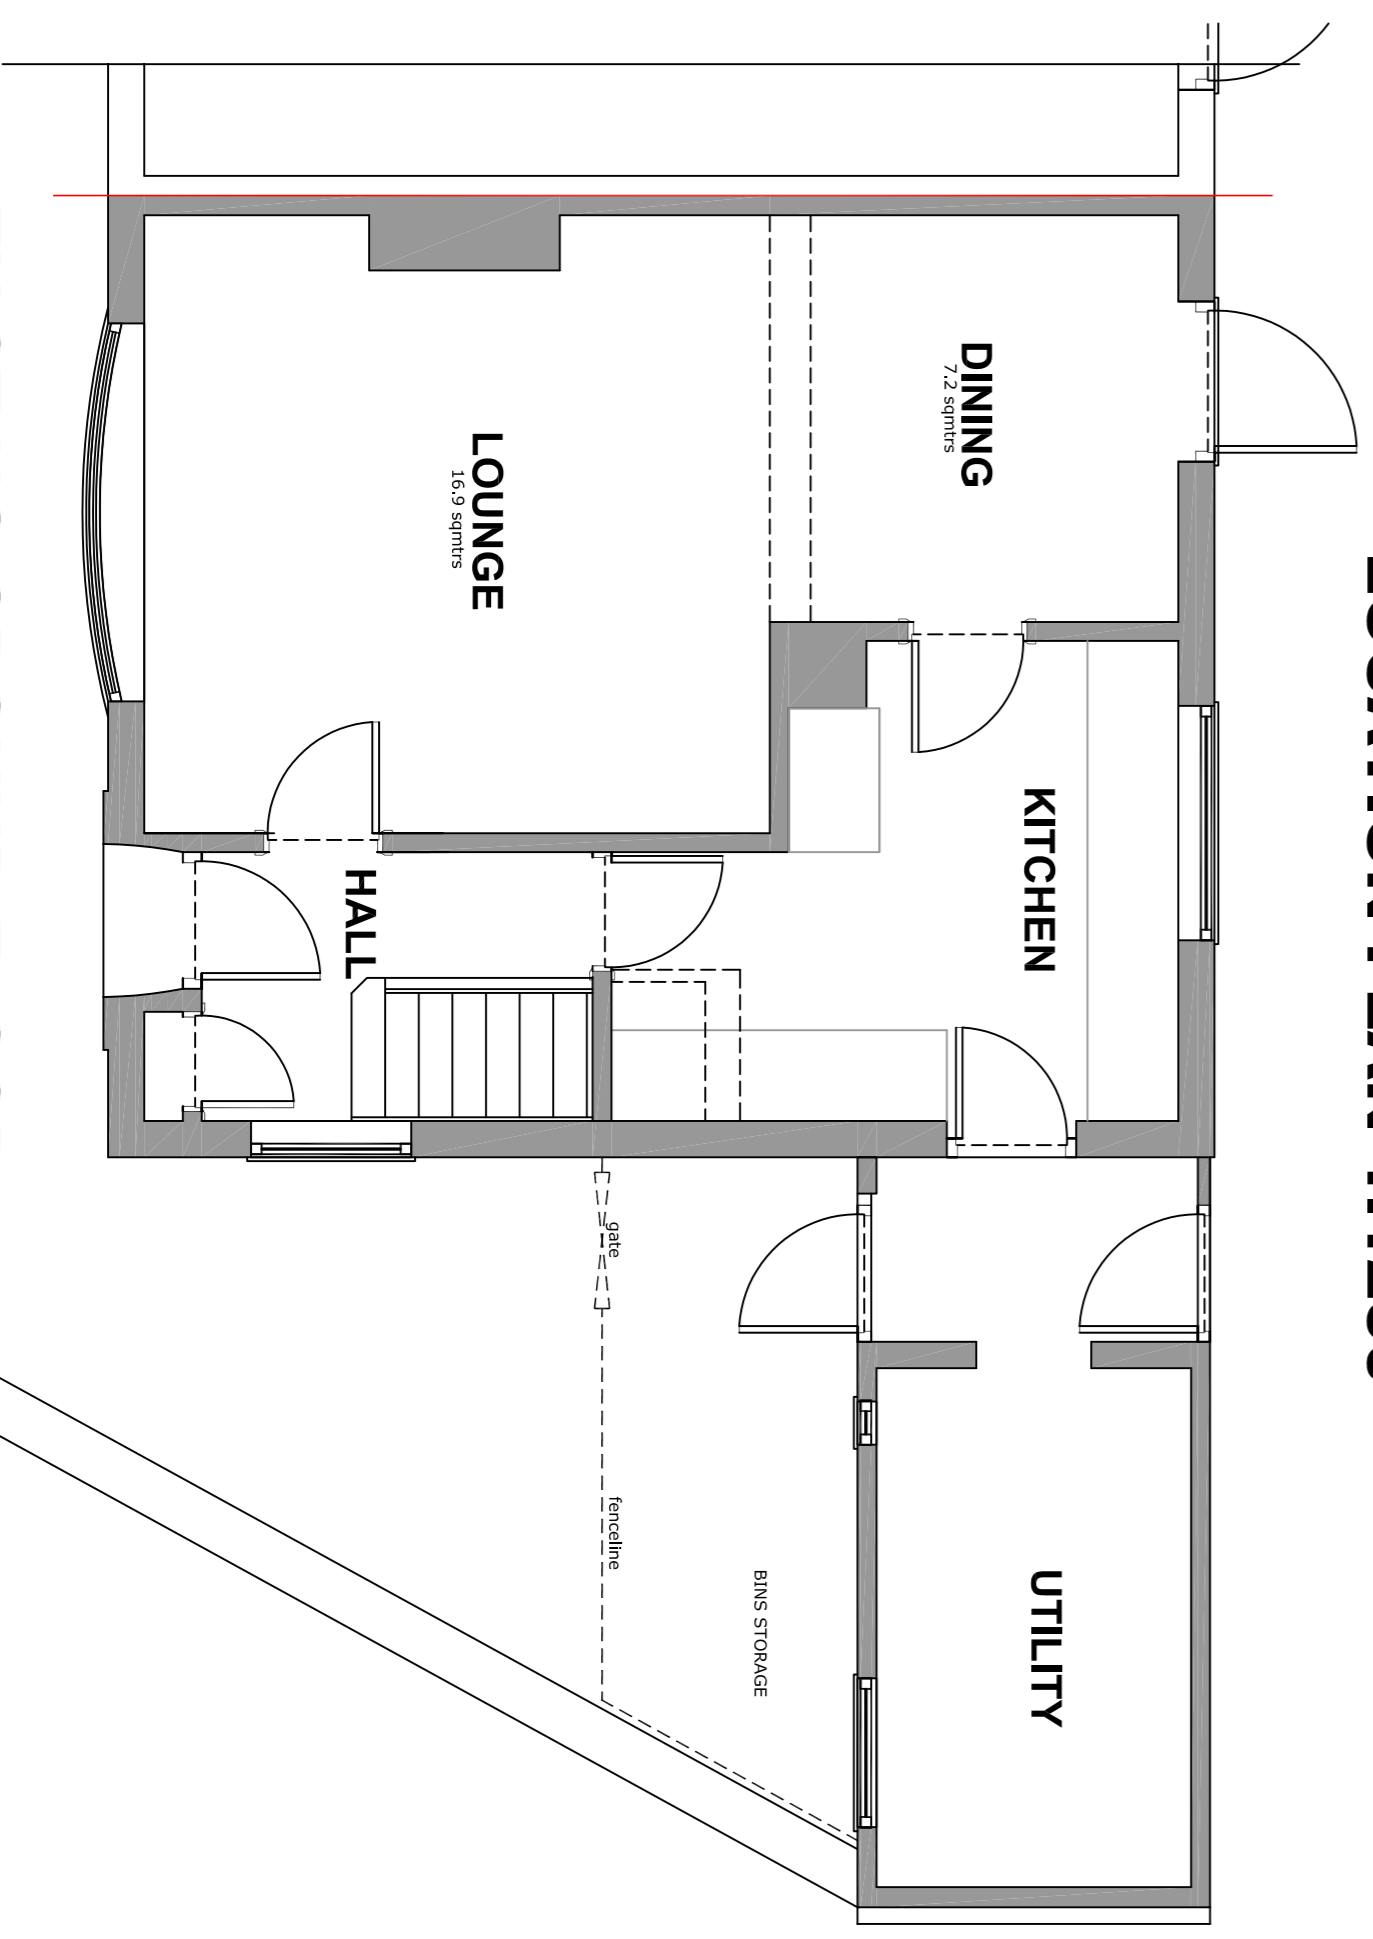 DINING
7.2 sqmtrs
LOUNGE
16.9 sqmtrs
KITCHEN
HALL
gate
fenceline
BINS STORAGE
UTILITY